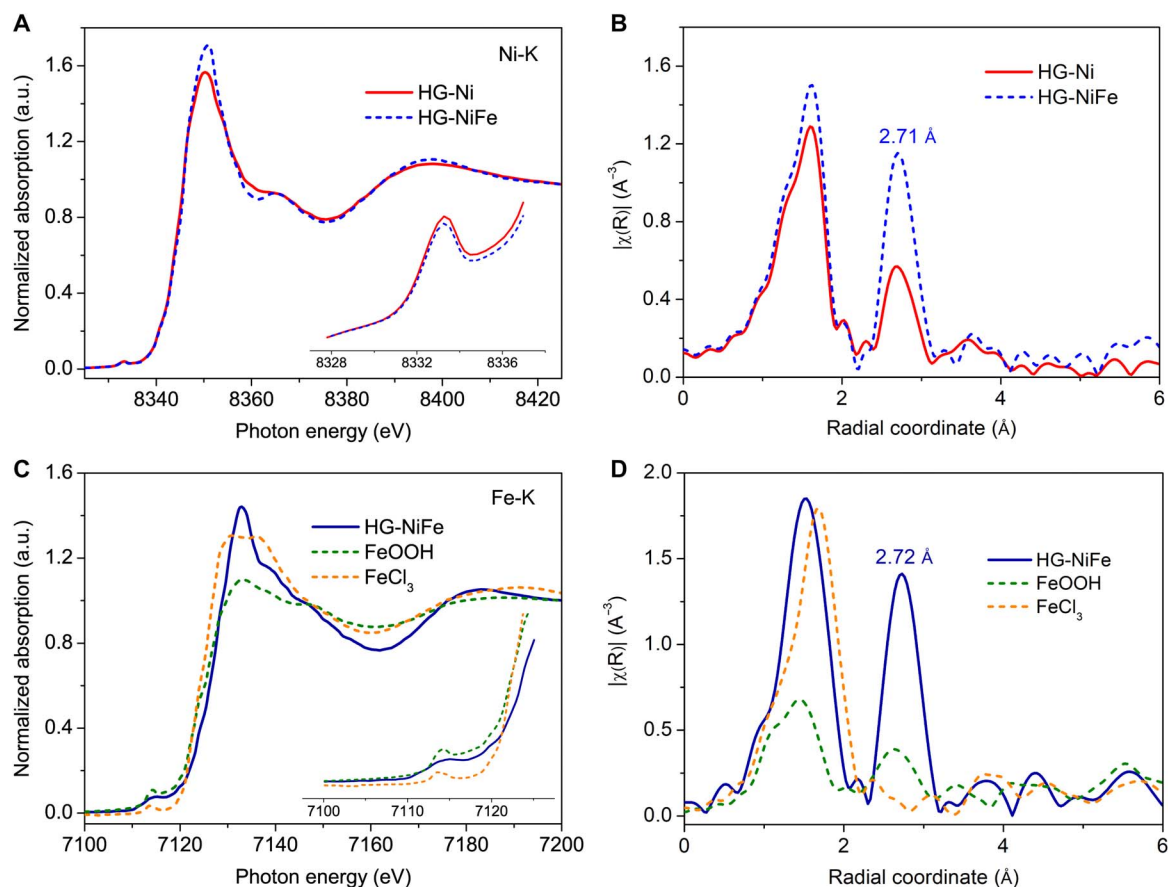 A
Ni-K
HG-Ni
HG-NiFe
Normalized absorption (a.u.)
1.6
1.2
0.8
0.4
0.0
8328 8332 8336
8340 8360 8380 8400 8420
Photon energy (eV)
B
HG-Ni
HG-NiFe
2.71 Å
|χ(R)| (A⁻³)
1.6
1.2
0.8
0.4
0.0
0 2 4 6
Radial coordinate (Å)
C
Fe-K
HG-NiFe
FeOOH
FeCl₃
Normalized absorption (a.u.)
1.6
1.2
0.8
0.4
0.0
7100 7110 7120
7100 7120 7140 7160 7180 7200
Photon energy (eV)
D
HG-NiFe
FeOOH
FeCl₃
2.72 Å
|χ(R)| (A⁻³)
2.0
1.5
1.0
0.5
0.0
0 2 4 6
Radial coordinate (Å)